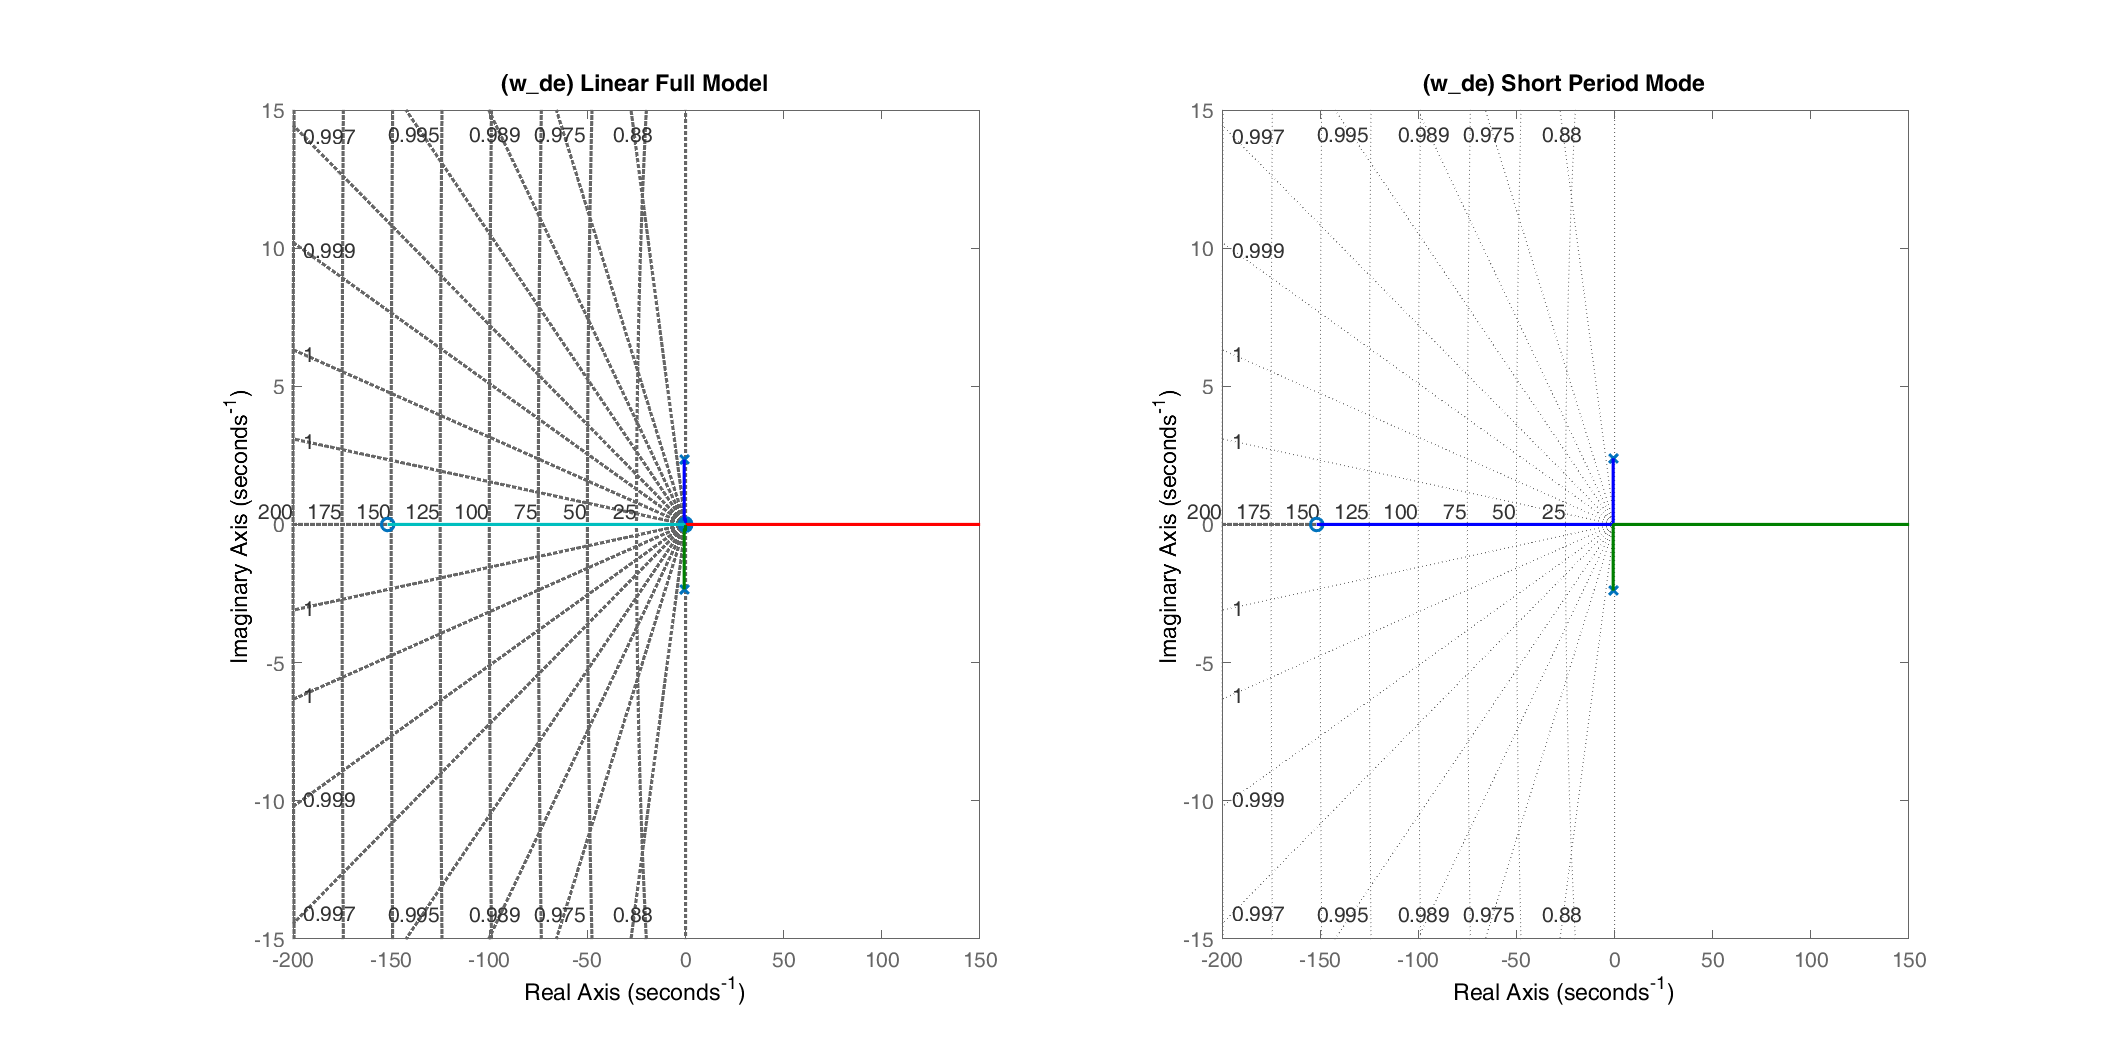 (w_de) Linear Full Model
15
0.997 0.995 0.989 0.975 0.88
10
0.999
1
5
1
200 175 150 125 100 75 50 25
0
1
-5
1
-10
0.999
0.997 0.995 0.989 0.975 0.88
-15
-200 -150 -100 -50 0 50 100 150
Real Axis (seconds-1)
Imaginary Axis (seconds-1)
(w_de) Short Period Mode
15
0.997 0.995 0.989 0.975 0.88
10
0.999
1
5
1
200 175 150 125 100 75 50 25
0
1
-5
1
-10
0.999
0.997 0.995 0.989 0.975 0.88
-15
-200 -150 -100 -50 0 50 100 150
Real Axis (seconds-1)
Imaginary Axis (seconds-1)